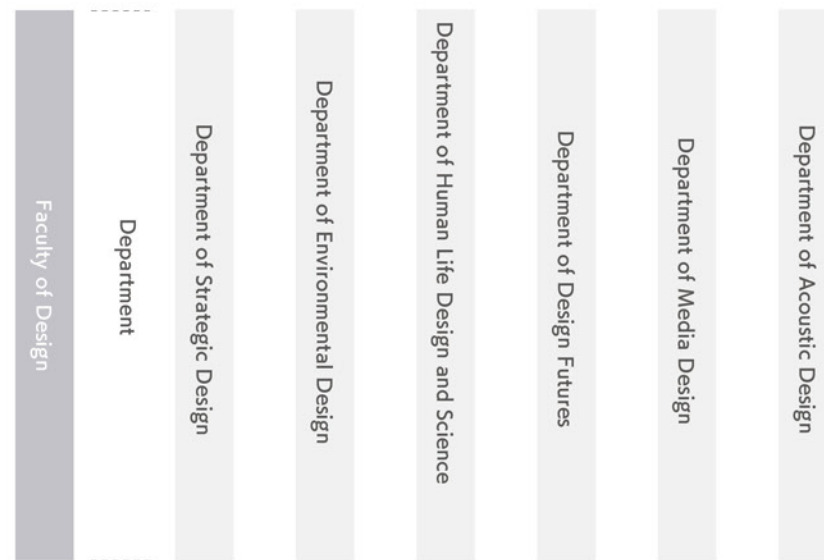 Faculty of Design
Department
Department of Strategic Design
Department of Environmental Design
Department of Human Life Design and Science
Department of Design Futures
Department of Media Design
Department of Acoustic Design